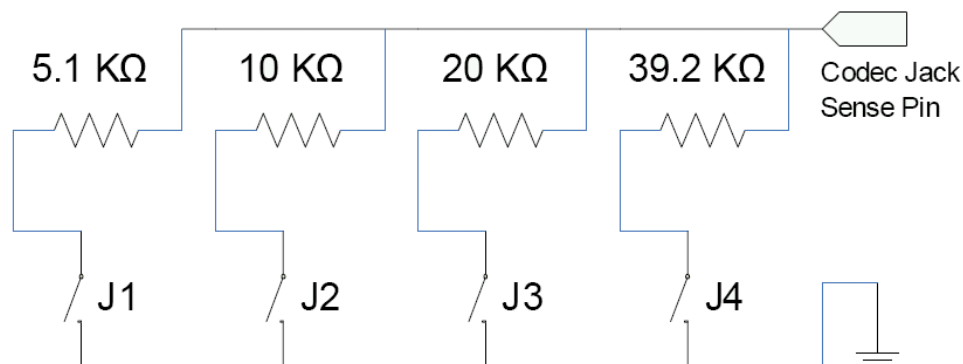 5.1 KΩ 10 KΩ 20 KΩ 39.2 KΩ
Codec Jack
Sense Pin
J1 J2 J3 J4